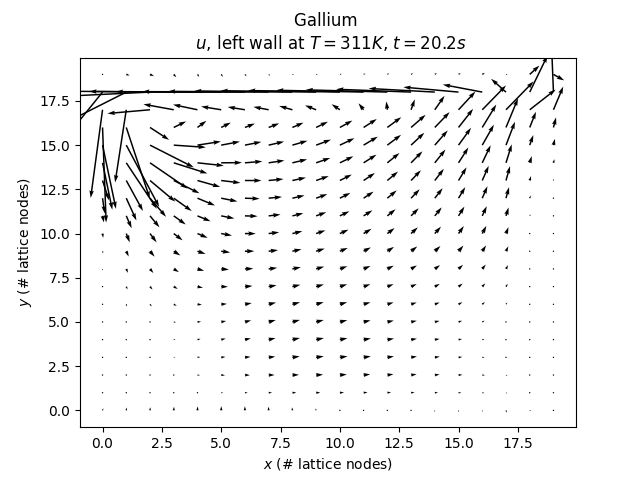 Gallium
u, left wall at T = 311K, t = 20.2s
17.5
15.0
12.5
10.0
7.5
5.0
2.5
0.0
y (# lattice nodes)
0.0 2.5 5.0 7.5 10.0 12.5 15.0 17.5
x (# lattice nodes)